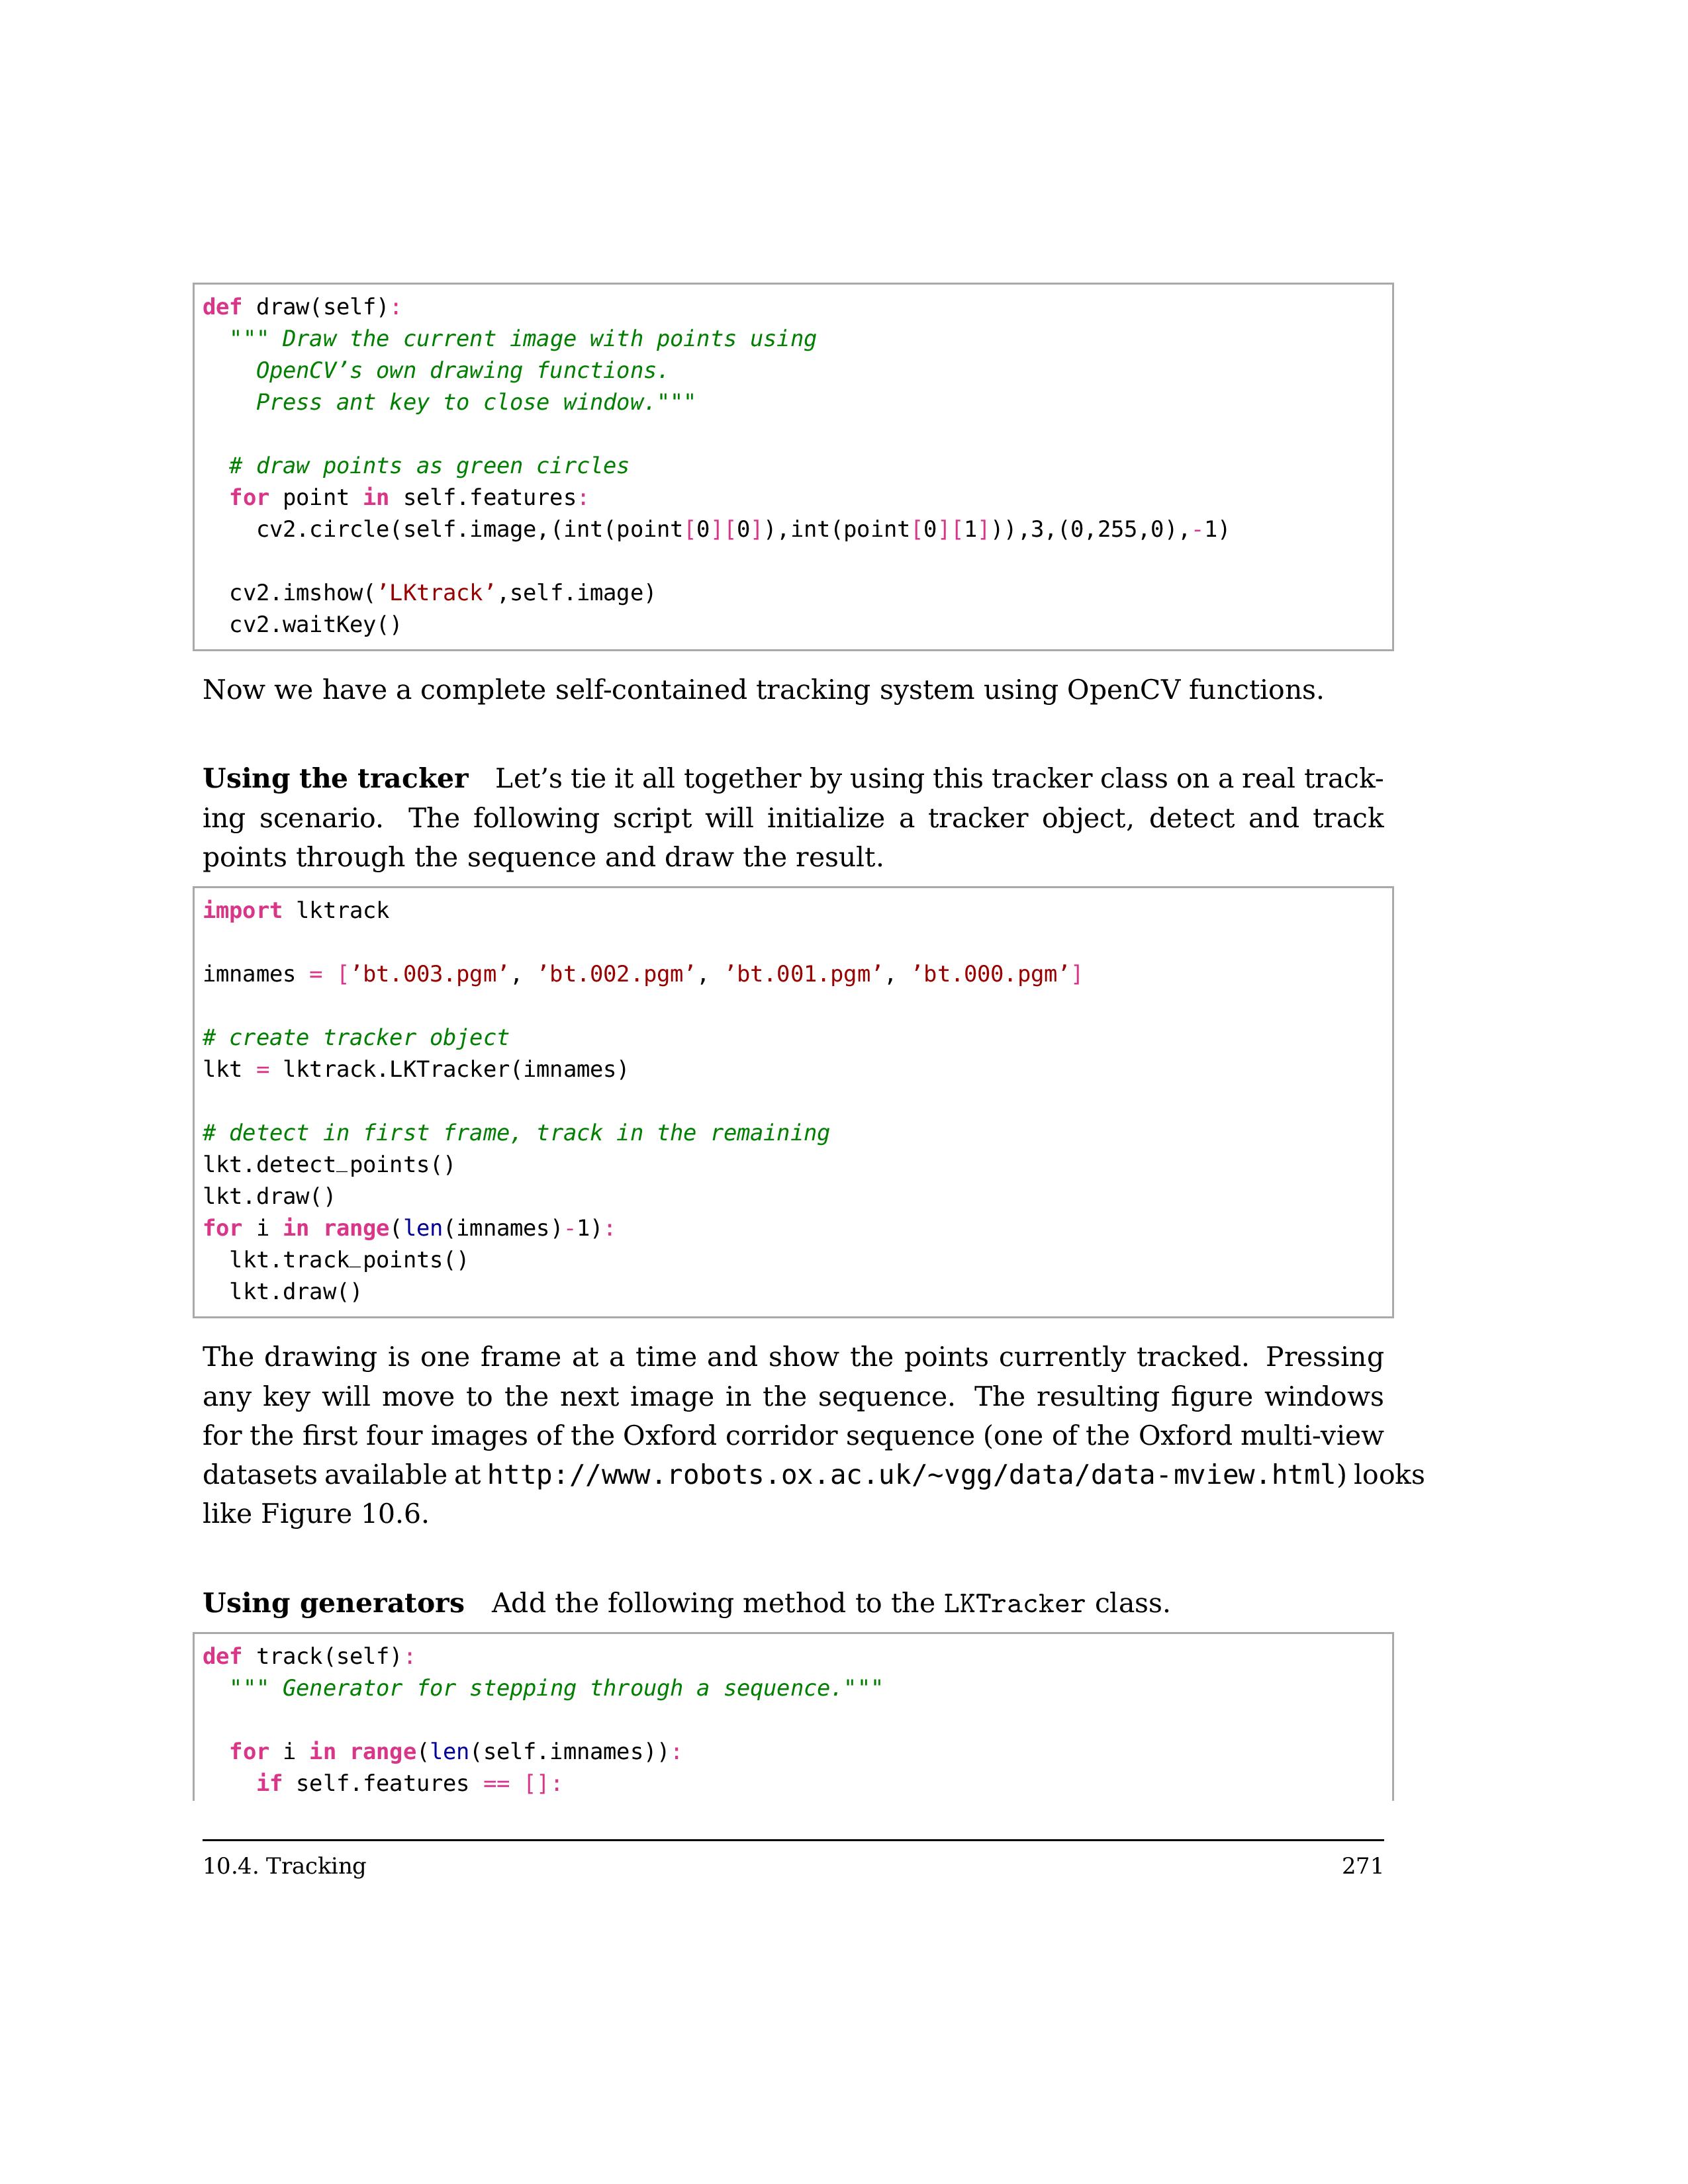 def draw(self):
  """ Draw the current image with points using
    OpenCV’s own drawing functions.
    Press ant key to close window."""

  # draw points as green circles
  for point in self.features:
    cv2.circle(self.image,(int(point[0][0]),int(point[0][1])),3,(0,255,0),-1)

  cv2.imshow(’LKtrack’,self.image)
  cv2.waitKey()
Now we have a complete self-contained tracking system using OpenCV functions.
Using the tracker Let’s tie it all together by using this tracker class on a real track-
ing scenario. The following script will initialize a tracker object, detect and track
points through the sequence and draw the result.
import lktrack

imnames = [’bt.003.pgm’, ’bt.002.pgm’, ’bt.001.pgm’, ’bt.000.pgm’]

# create tracker object
lkt = lktrack.LKTracker(imnames)

# detect in first frame, track in the remaining
lkt.detect_points()
lkt.draw()
for i in range(len(imnames)-1):
  lkt.track_points()
  lkt.draw()
The drawing is one frame at a time and show the points currently tracked. Pressing
any key will move to the next image in the sequence. The resulting figure windows
for the first four images of the Oxford corridor sequence (one of the Oxford multi-view
datasets available at http://www.robots.ox.ac.uk/~vgg/data/data-mview.html) looks
like Figure 10.6.
Using generators Add the following method to the LKTracker class.
def track(self):
  """ Generator for stepping through a sequence."""

  for i in range(len(self.imnames)):
    if self.features == []:
10.4. Tracking 271